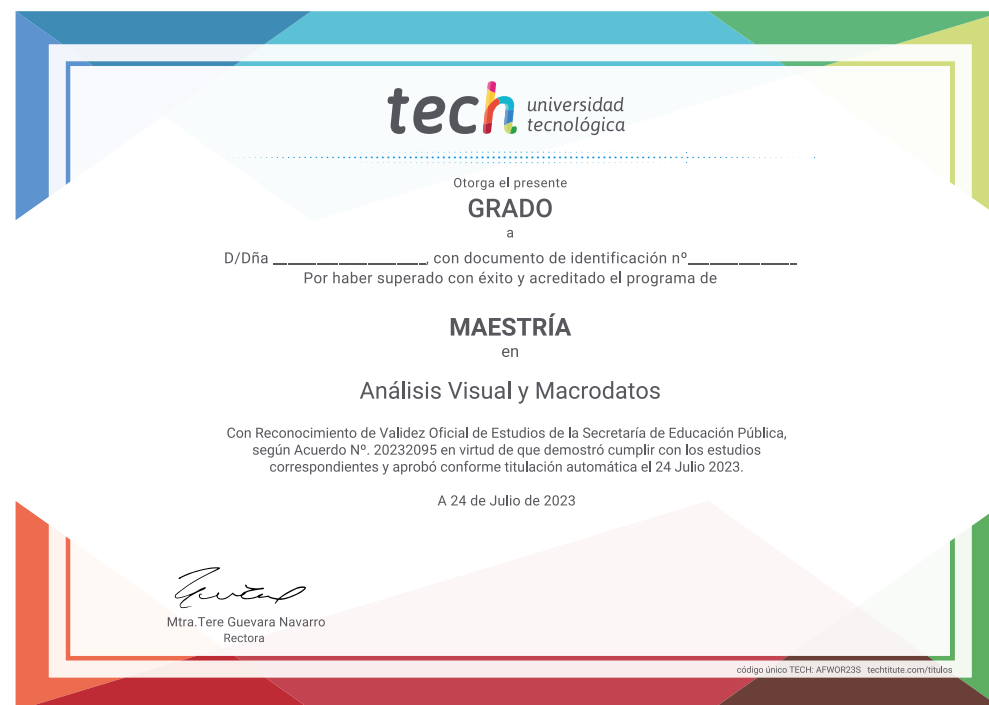 tech universidad
tecnológica
Otorga el presente
GRADO
a
D/Dña ___________________, con documento de identificación nº______________
Por haber superado con éxito y acreditado el programa de
MAESTRÍA
en
Análisis Visual y Macrodatos
Con Reconocimiento de Validez Oficial de Estudios de la Secretaría de Educación Pública,
según Acuerdo Nº. 20232095 en virtud de que demostró cumplir con los estudios
correspondientes y aprobó conforme titulación automática el 24 Julio 2023.
A 24 de Julio de 2023
Mtra.Tere Guevara Navarro
Rectora
código único TECH: AFWOR23S techtitute.com/titulos